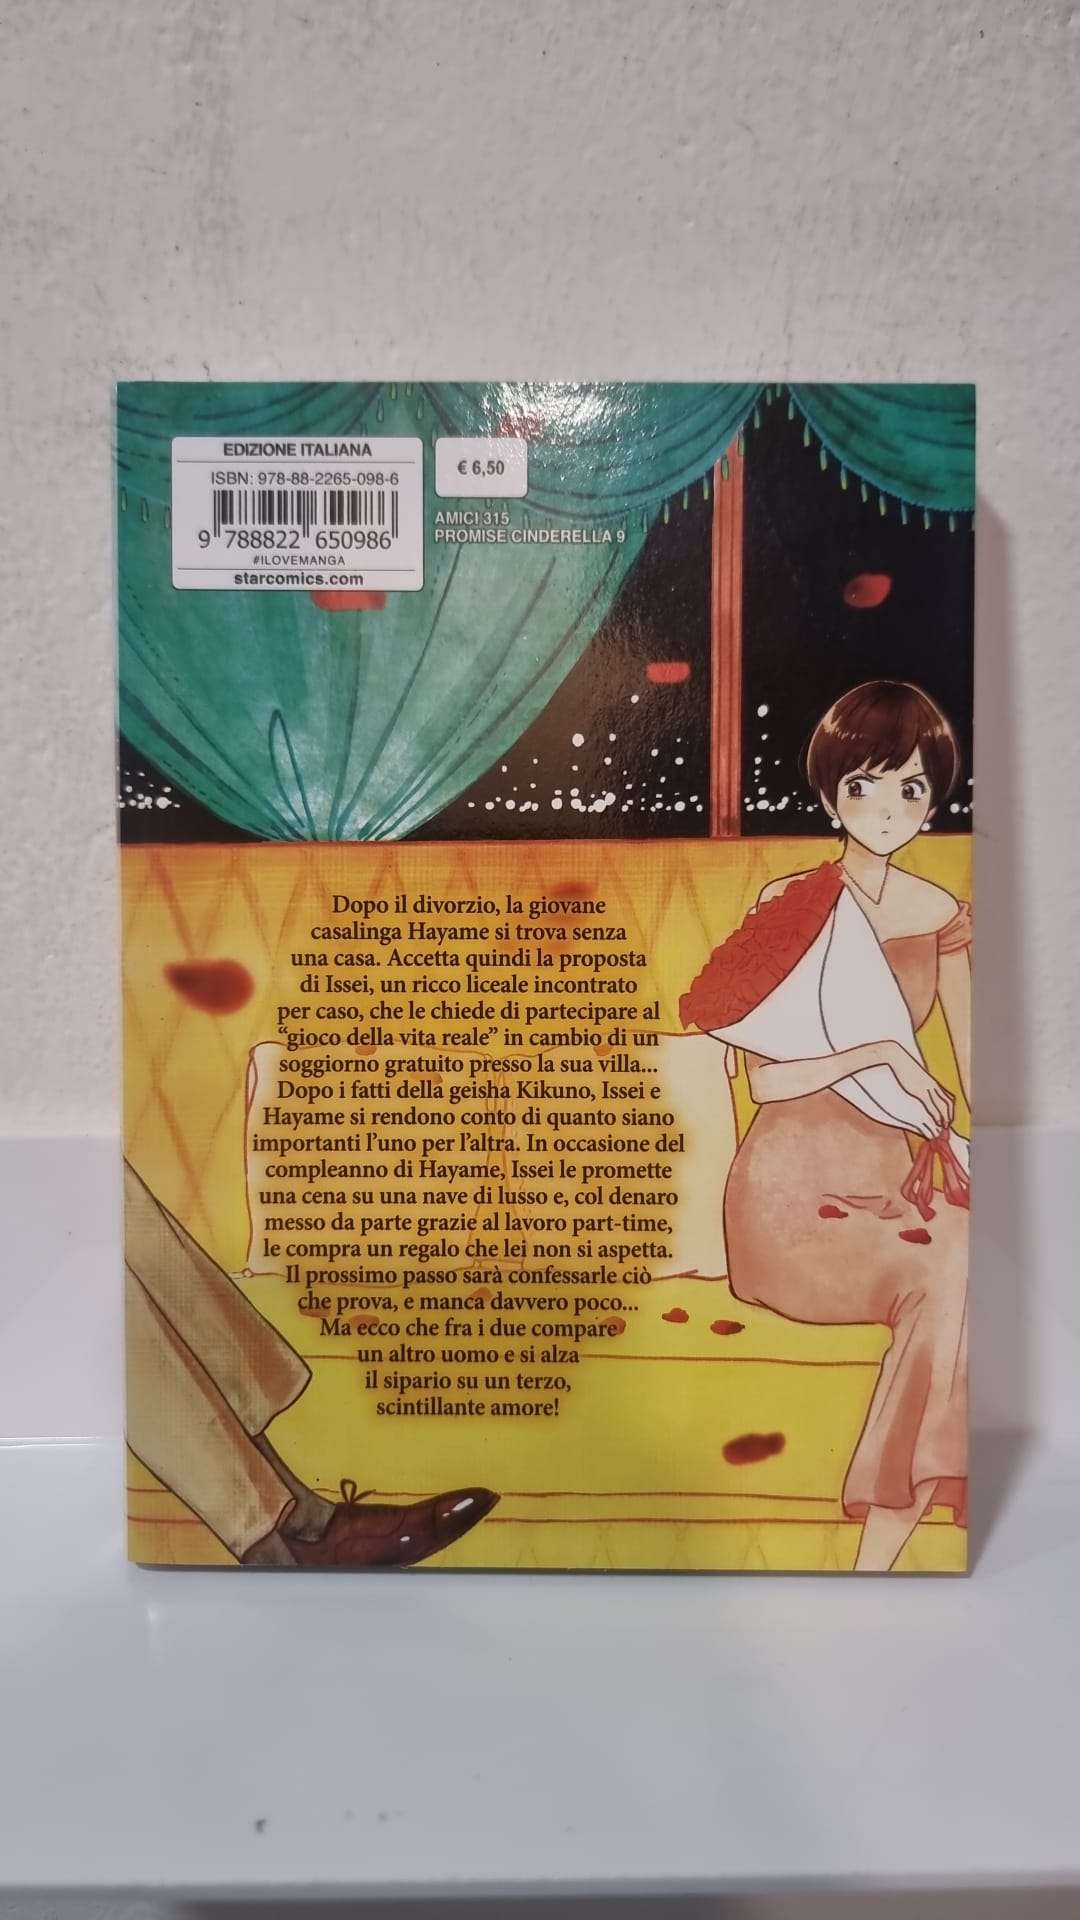 EDIZIONE ITALIANA
ISBN: 978-88-2265-098-6
9 788822 650986
#ILOVEMANGA
starcomics.com
€ 6,50
AMICI 315
PROMISE CINDERELLA 9
Dopo il divorzio, la giovane
casalinga Hayame si trova senza
una casa. Accetta quindi la proposta
di Issei, un ricco liceale incontrato
per caso, che le chiede di partecipare al
“gioco della vita reale” in cambio di un
soggiorno gratuito presso la sua villa...
Dopo i fatti della geisha Kikuno, Issei e
Hayame si rendono conto di quanto siano
importanti l’uno per l’altra. In occasione del
compleanno di Hayame, Issei le promette
una cena su una nave di lusso e, col denaro
messo da parte grazie al lavoro part-time,
le compra un regalo che lei non si aspetta.
Il prossimo passo sarà confessarle ciò
che prova, e manca davvero poco...
Ma ecco che fra i due compare
un altro uomo e si alza
il sipario su un terzo,
scintillante amore!